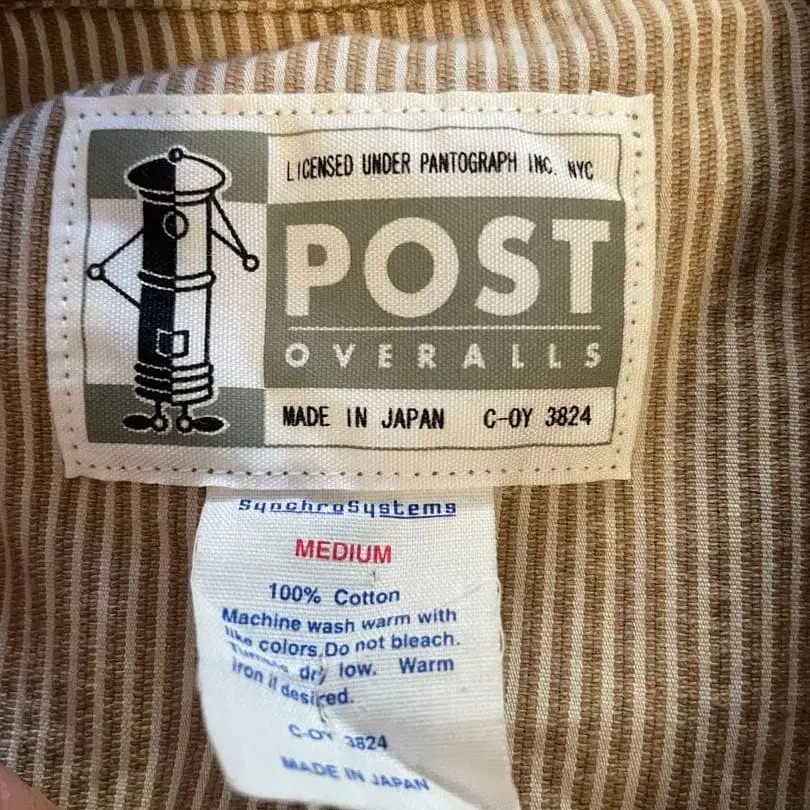 LICENSED UNDER PANTOGRAPH INC. NYC
POST
OVERALLS
MADE IN JAPAN C-OY 3824
SynchroSystems
MEDIUM
100% Cotton
Machine wash warm with
like colors.Do not bleach.
Tumble dry low. Warm
iron if desired.
C-OY 3824
MADE IN JAPAN